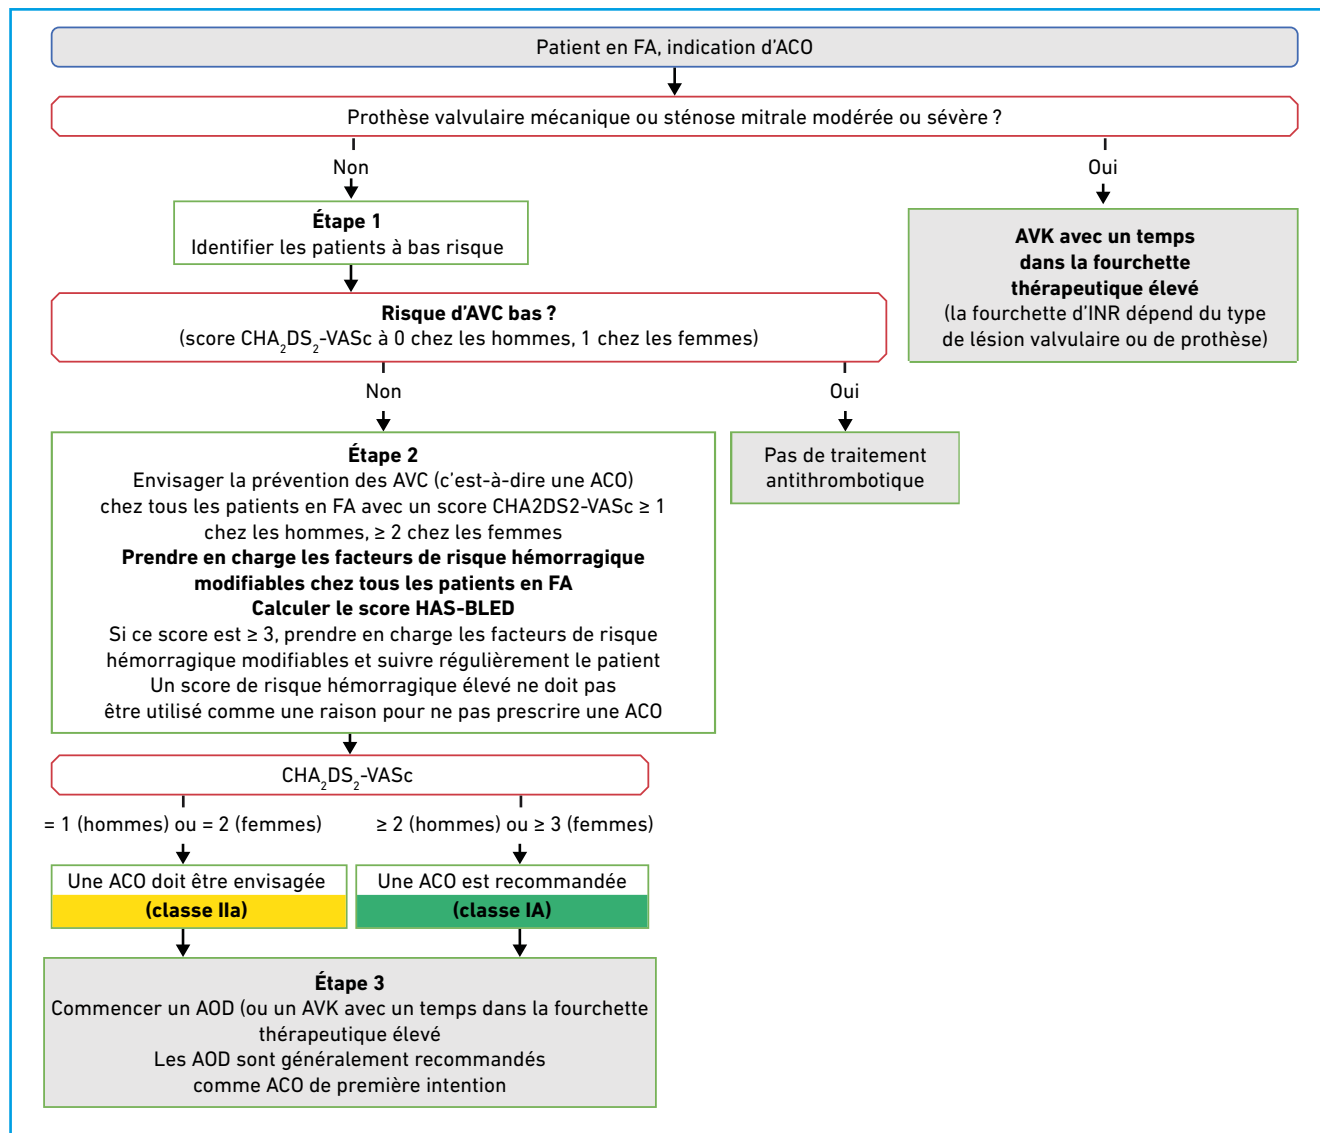 Patient en FA, indication d’ACO
Prothèse valvulaire mécanique ou sténose mitrale modérée ou sévère ?
Non
Oui
Étape 1
Identifier les patients à bas risque
AVK avec un temps
dans la fourchette
thérapeutique élevé
(la fourchette d’INR dépend du type
de lésion valvulaire ou de prothèse)
Risque d’AVC bas ?
(score CHA₂DS₂-VASc à 0 chez les hommes, 1 chez les femmes)
Non
Oui
Étape 2
Envisager la prévention des AVC (c’est-à-dire une ACO)
chez tous les patients en FA avec un score CHA2DS2-VASc ≥ 1
chez les hommes, ≥ 2 chez les femmes
Prendre en charge les facteurs de risque hémorragique
modifiables chez tous les patients en FA
Calculer le score HAS-BLED
Si ce score est ≥ 3, prendre en charge les facteurs de risque
hémorragique modifiables et suivre régulièrement le patient
Un score de risque hémorragique élevé ne doit pas
être utilisé comme une raison pour ne pas prescrire une ACO
Pas de traitement
antithrombotique
CHA₂DS₂-VASc
= 1 (hommes) ou = 2 (femmes)
≥ 2 (hommes) ou ≥ 3 (femmes)
Une ACO doit être envisagée
(classe IIa)
Une ACO est recommandée
(classe IA)
Étape 3
Commencer un AOD (ou un AVK avec un temps dans la fourchette
thérapeutique élevé
Les AOD sont généralement recommandés
comme ACO de première intention